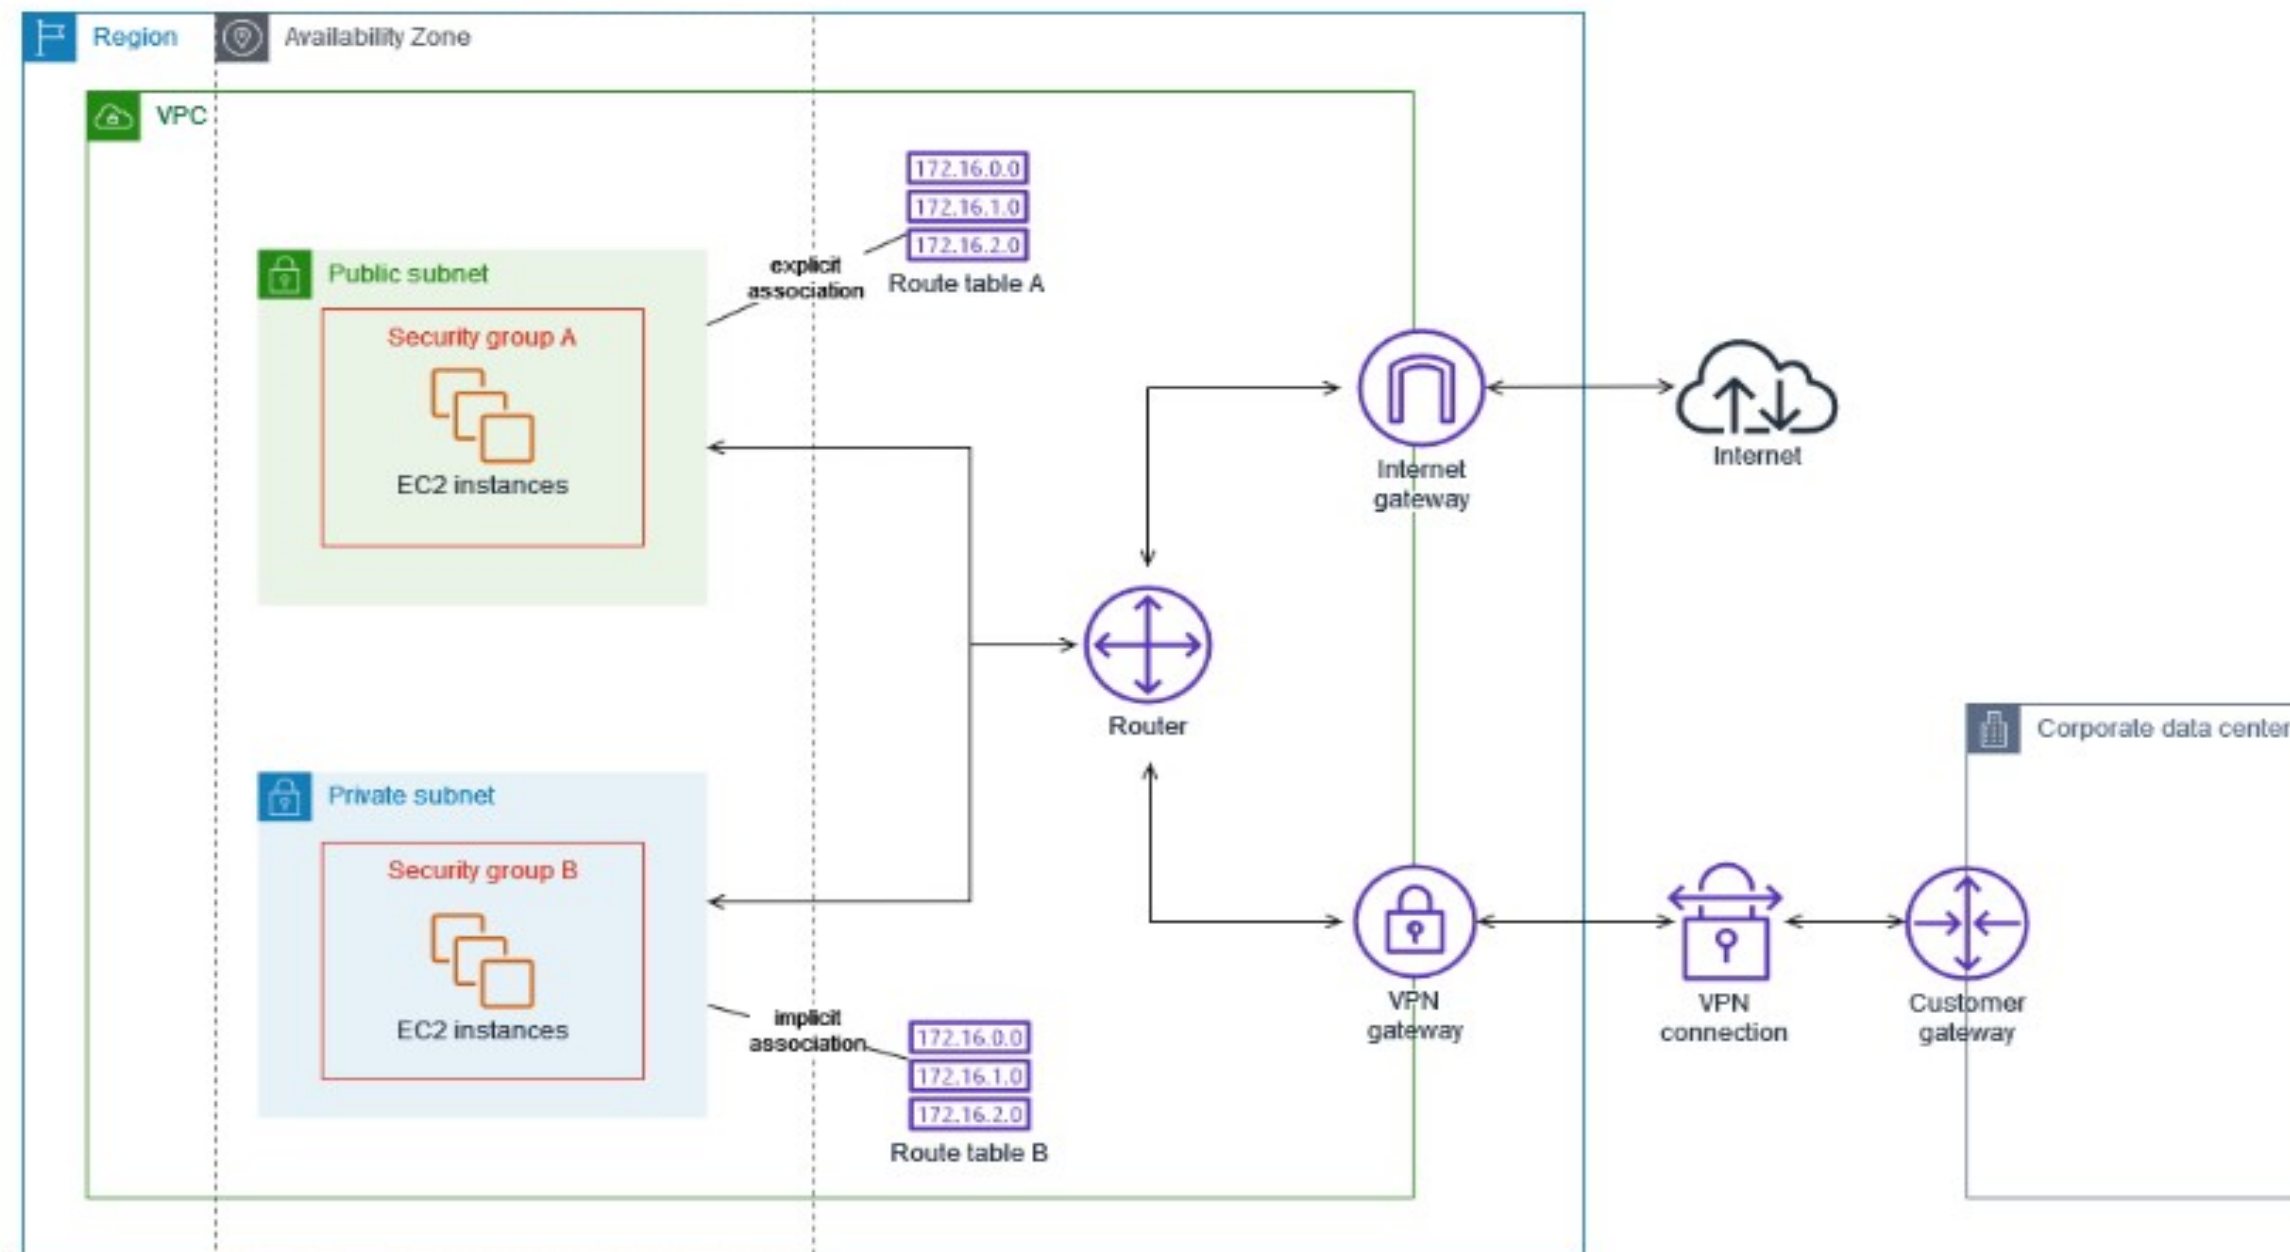 Region
Availability Zone
VPC
172.16.0.0
172.16.1.0
172.16.2.0
Route table A
explicit
association
Public subnet
Security group A
EC2 instances
Internet
gateway
Internet
Router
Corporate data center
Private subnet
Security group B
EC2 instances
implicit
association
172.16.0.0
172.16.1.0
172.16.2.0
Route table B
VPN
gateway
VPN
connection
Customer
gateway